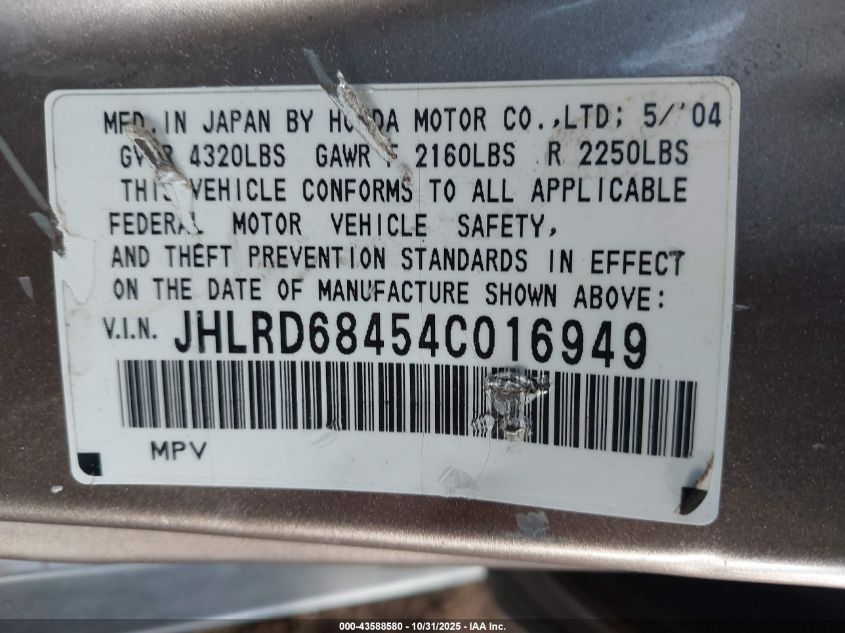 MFD. IN JAPAN BY HONDA MOTOR CO.,LTD; 5/'04
GVWR 4320LBS GAWR F 2160LBS R 2250LBS
THIS VEHICLE CONFORMS TO ALL APPLICABLE
FEDERAL MOTOR VEHICLE SAFETY,
AND THEFT PREVENTION STANDARDS IN EFFECT
ON THE DATE OF MANUFACTURE SHOWN ABOVE:
V.I.N. JHLRD68454C016949
MPV
000-43588580 - 10/31/2025 - IAA Inc.